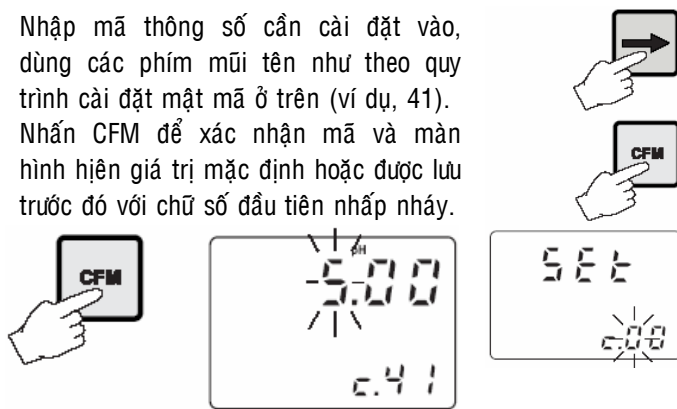 Nhập mã thông số cần cài đặt vào,
dùng các phím mũi tên như theo quy
trình cài đặt mật mã ở trên (ví dụ, 41).
Nhấn CFM để xác nhận mã và màn
hình hịện giá trị mặc định hoặc được lưu
trước đó với chữ số đầu tiên nhấp nháy.
CFM
CFM
pH
5.00
c.41
SEt
c.00